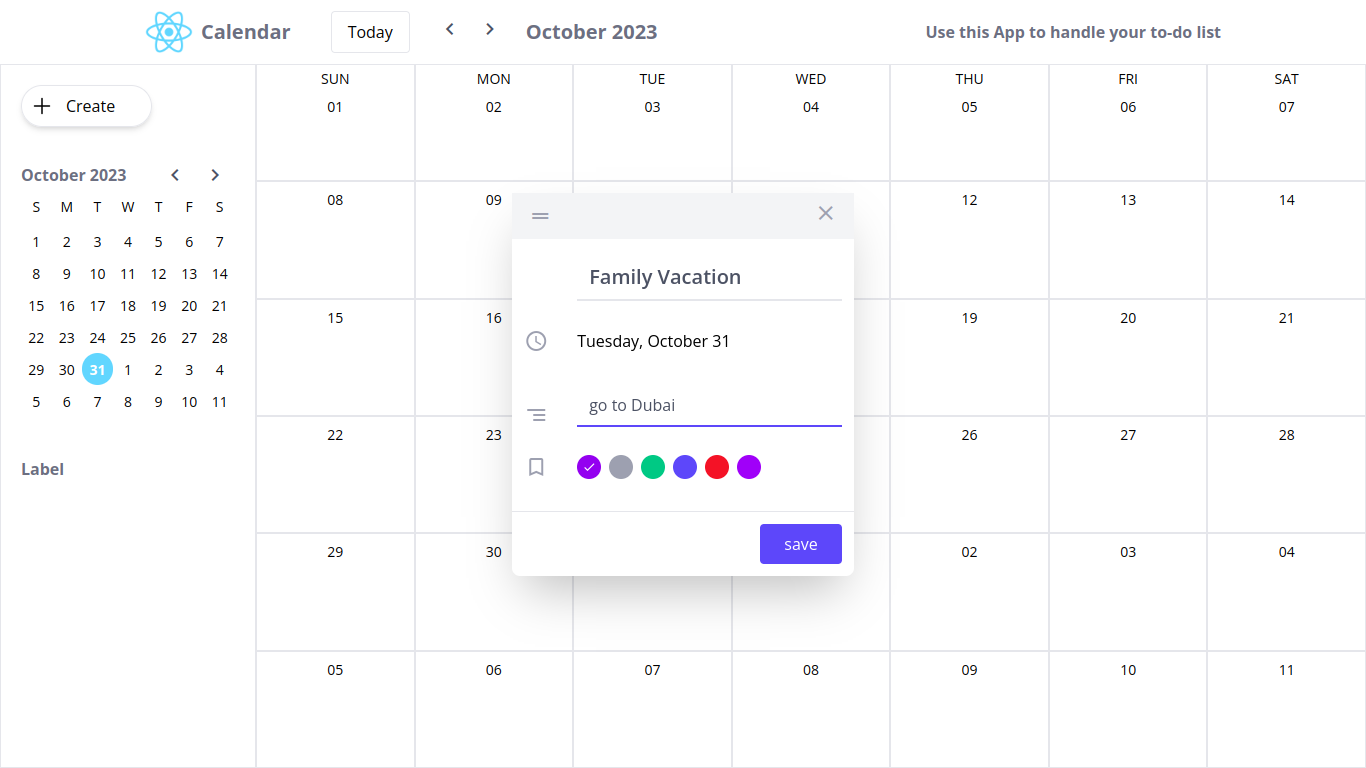 Calendar
Today
October 2023
Use this App to handle your to-do list
Create
October 2023
S M T W T F S
1 2 3 4 5 6 7
8 9 10 11 12 13 14
15 16 17 18 19 20 21
22 23 24 25 26 27 28
29 30 31 1 2 3 4
5 6 7 8 9 10 11
Label
SUN MON TUE WED THU FRI SAT
01 02 03 04 05 06 07
08 09 12 13 14
15 16 19 20 21
22 23 26 27 28
29 30 02 03 04
05 06 07 08 09 10 11
Family Vacation
Tuesday, October 31
go to Dubai
save